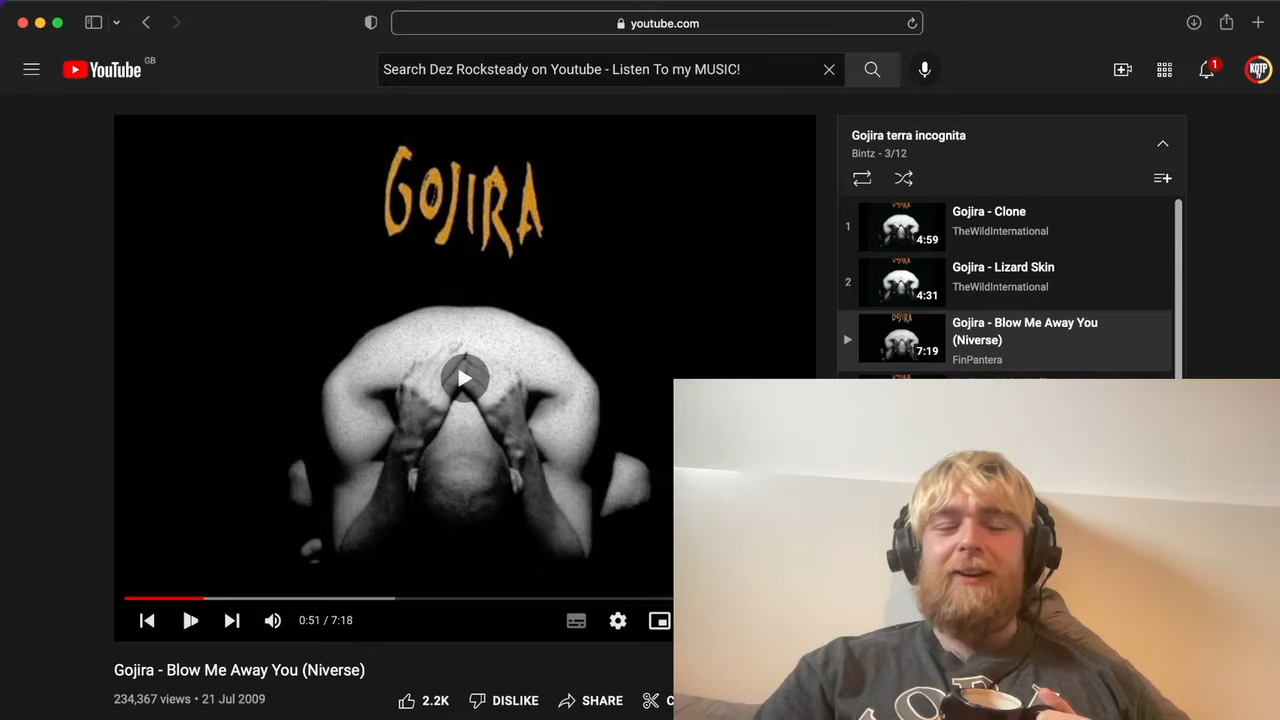 youtube.com
YouTube GB
Search Dez Rocksteady on Youtube - Listen To my MUSIC!
1
KOTP
GOJIRA
Gojira terra incognita
Bintz - 3/12
1
4:59
Gojira - Clone
TheWildInternational
2
4:31
Gojira - Lizard Skin
TheWildInternational
7:19
Gojira - Blow Me Away You
(Niverse)
FinPantera
0:51 / 7:18
Gojira - Blow Me Away You (Niverse)
234,367 views • 21 Jul 2009
2.2K
DISLIKE
SHARE